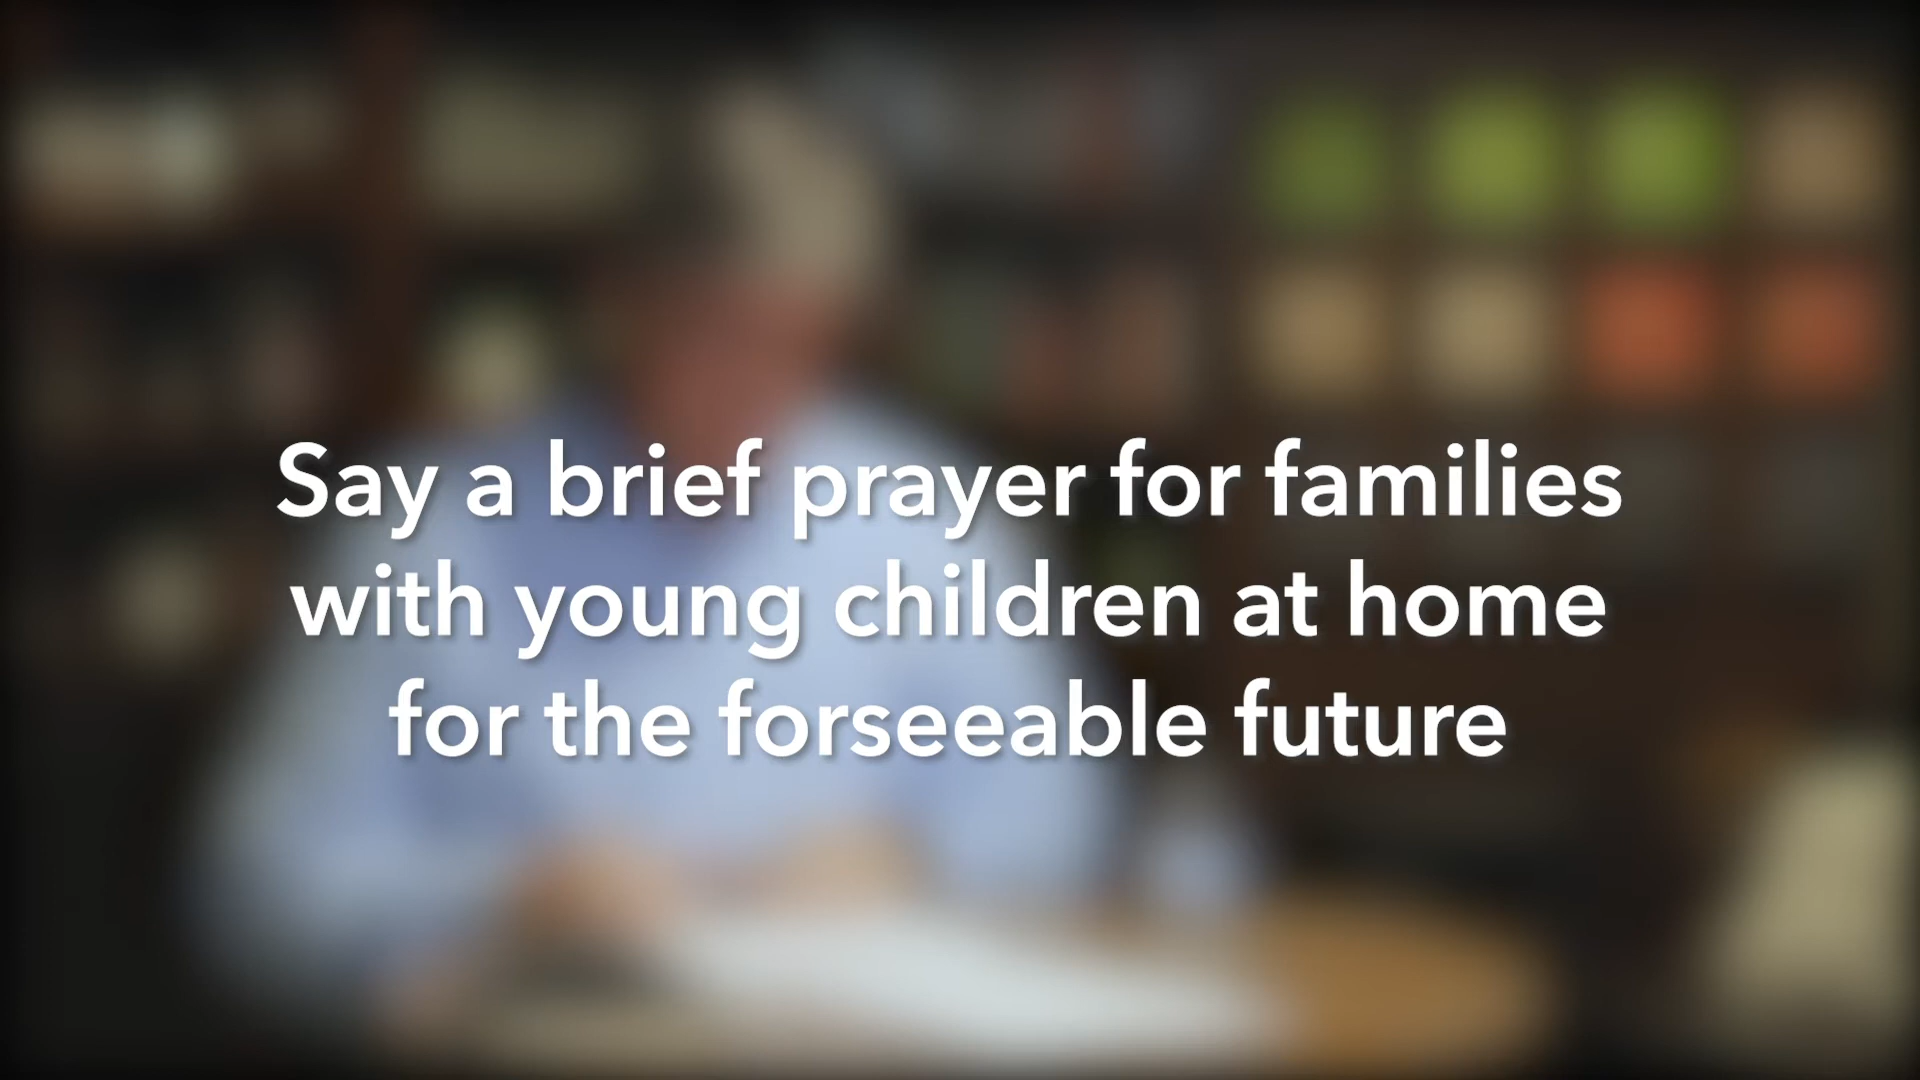 Say a brief prayer for families
with young children at home
for the forseeable future